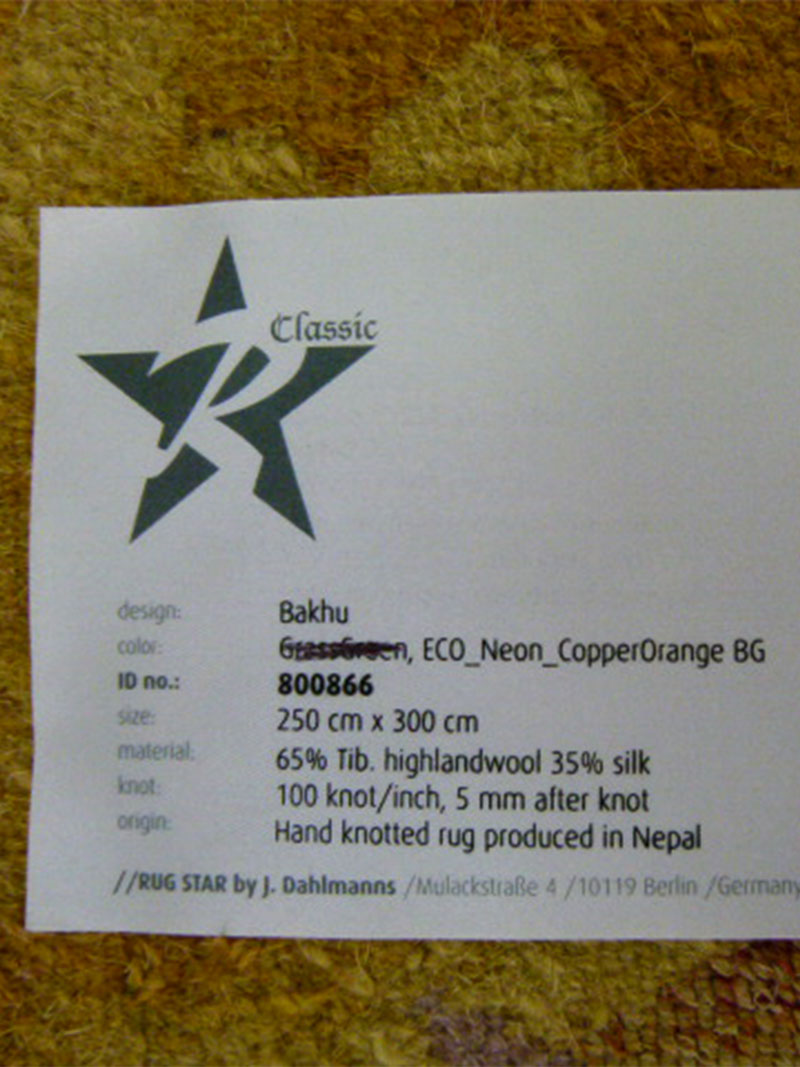 Classic
design: Bakhu
color: GrassGreen, ECO_Neon_CopperOrange BG
ID no.: 800866
size: 250 cm x 300 cm
material: 65% Tib. highlandwool 35% silk
knot: 100 knot/inch, 5 mm after knot
origin: Hand knotted rug produced in Nepal
//RUG STAR by J. Dahlmanns /Mulackstraße 4 /10119 Berlin /Germany